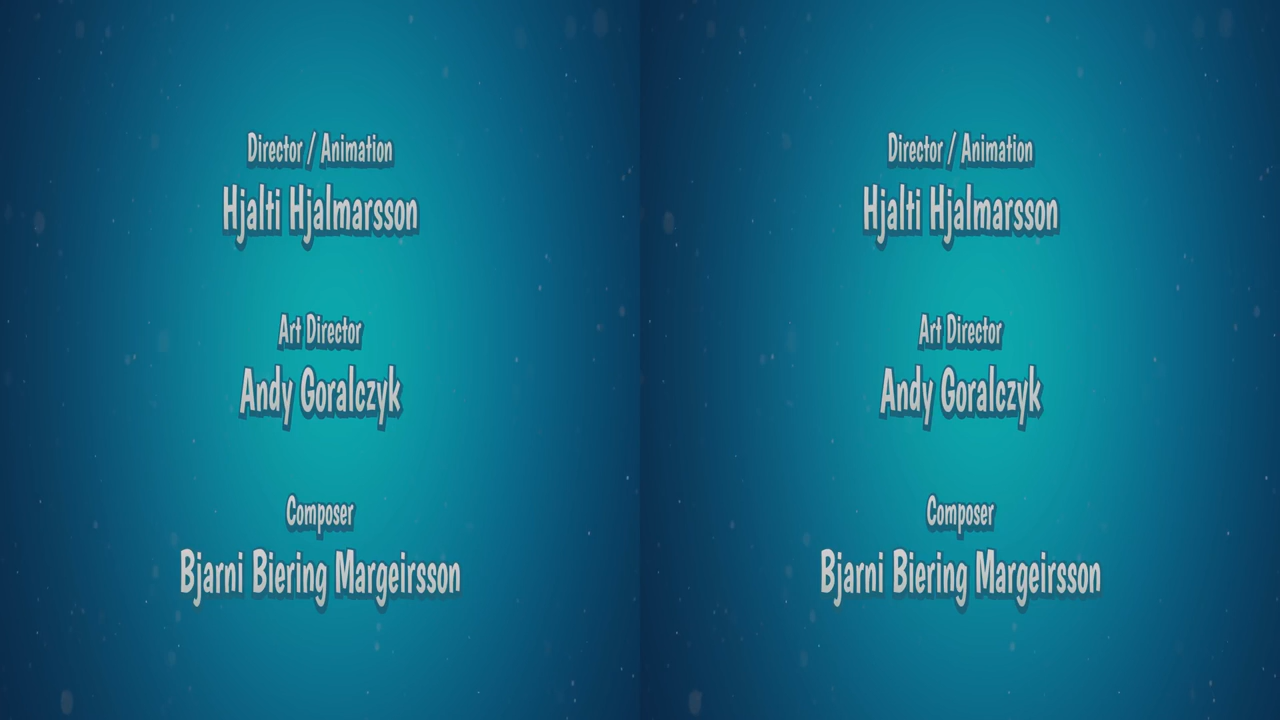 Director / Animation
Hjalti Hjalmarsson
Art Director
Andy Goralczyk
Composer
Bjarni Biering Margeirsson
Director / Animation
Hjalti Hjalmarsson
Art Director
Andy Goralczyk
Composer
Bjarni Biering Margeirsson